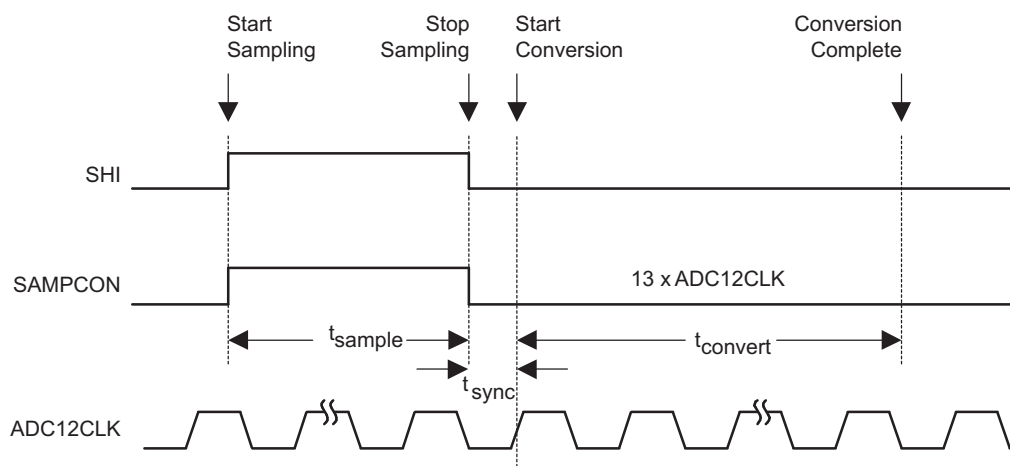 Start
Sampling
Stop
Sampling
Start
Conversion
Conversion
Complete
SHI
SAMPCON
13 x ADC12CLK
tsample
tconvert
tsync
ADC12CLK